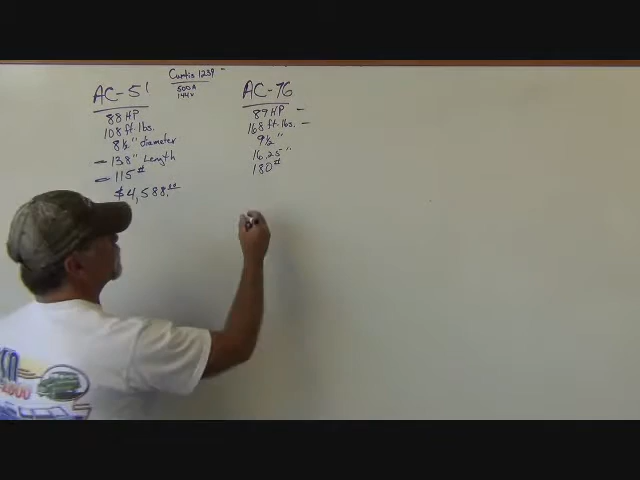 Curtis 1239
500A
144V
AC-51
88 HP
108 ft·lbs.
8½" diameter
13.8" Length
115#
$4,588.00
AC-76
89 HP
168 ft·lbs.
9½"
16.25"
180#